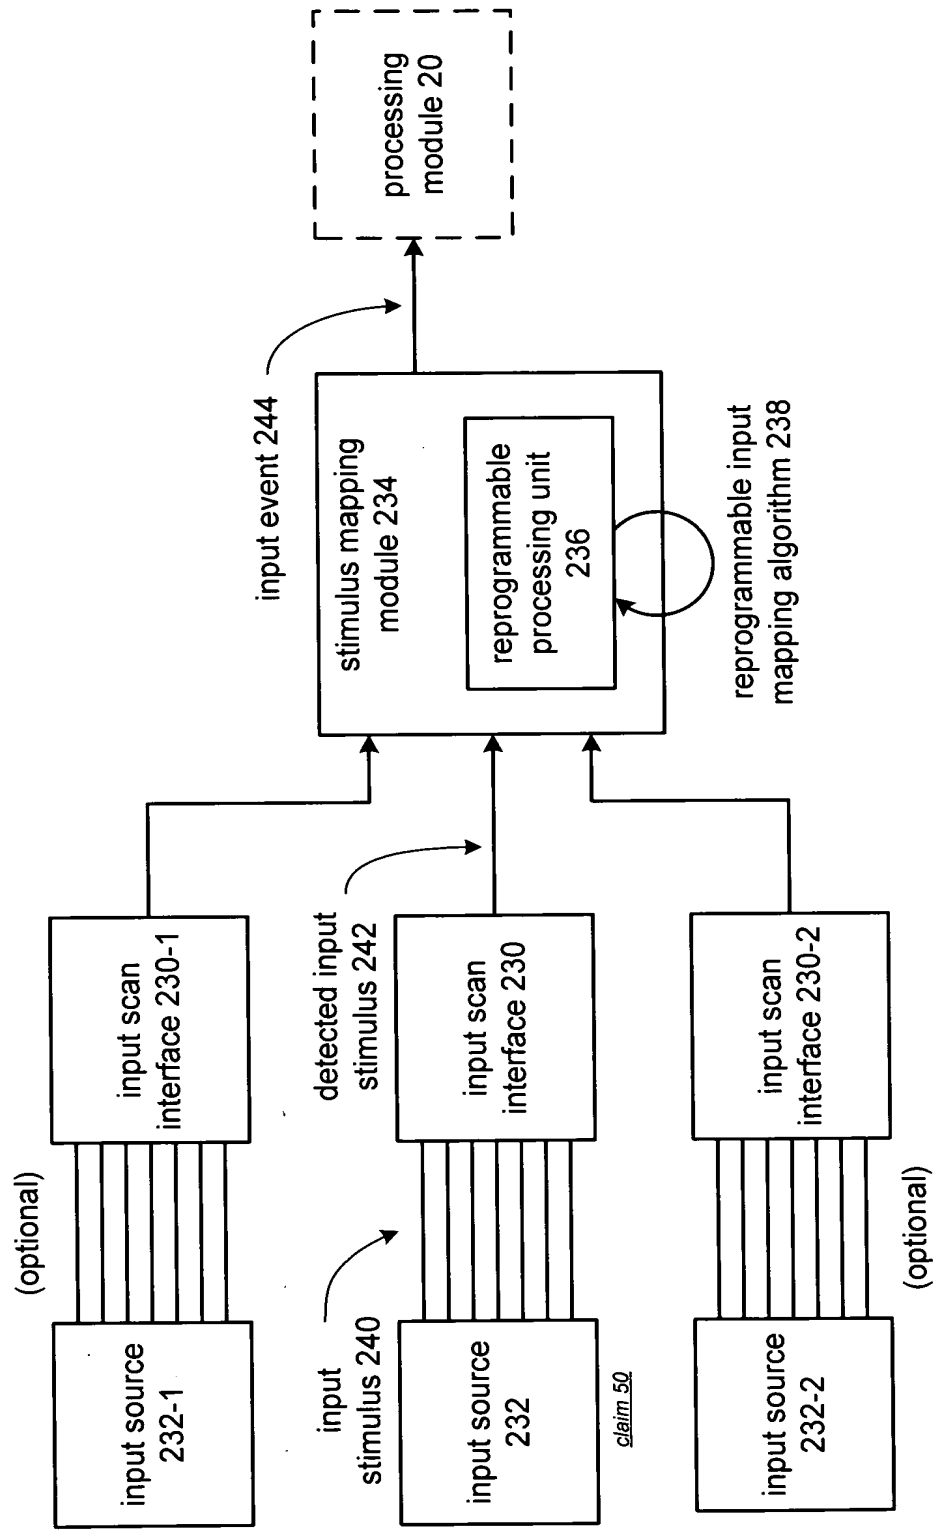 (optional)
input source
232-1
input scan
interface 230-1
input
stimulus 240
detected input
stimulus 242
input event 244
input source
232
input scan
interface 230
stimulus mapping
module 234
reprogrammable
processing unit
236
processing
module 20
claim 50
reprogrammable input
mapping algorithm 238
input source
232-2
input scan
interface 230-2
(optional)